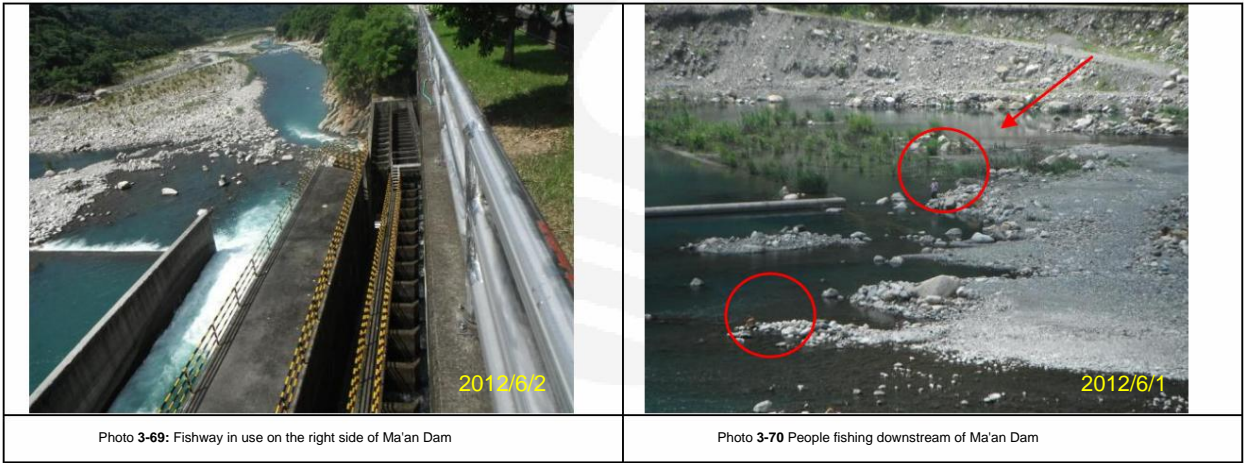 2012/6/2
2012/6/1
Photo 3-69: Fishway in use on the right side of Ma'an Dam
Photo 3-70 People fishing downstream of Ma'an Dam